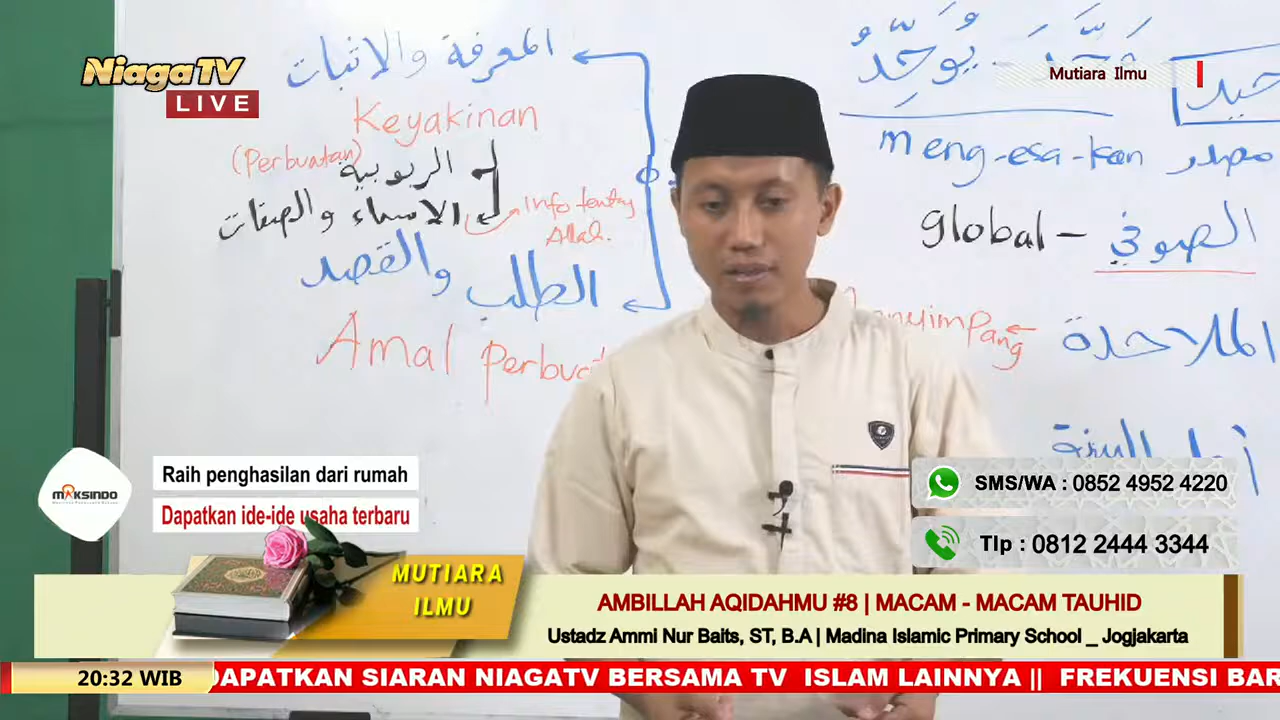 NiagaTV
LIVE
Mutiara Ilmu
المعرفة والاثبات
Keyakinan
(Perbuatan)
الربوبية
الاسماء والصفات
Info tentang
Allah.
الطلب والقصد
Amal perbuat
يُوَحِّدُ
meng-esa-kan مصدر
global - الصوفي
menyimpang
الملاحدة
MAKSINDO
Raih penghasilan dari rumah
Dapatkan ide-ide usaha terbaru
SMS/WA : 0852 4952 4220
Tlp : 0812 2444 3344
MUTIARA
ILMU
AMBILLAH AQIDAHMU #8 | MACAM - MACAM TAUHID
Ustadz Ammi Nur Baits, ST, B.A | Madina Islamic Primary School _ Jogjakarta
20:32 WIB
DAPATKAN SIARAN NIAGATV BERSAMA TV ISLAM LAINNYA || FREKUENSI BAR